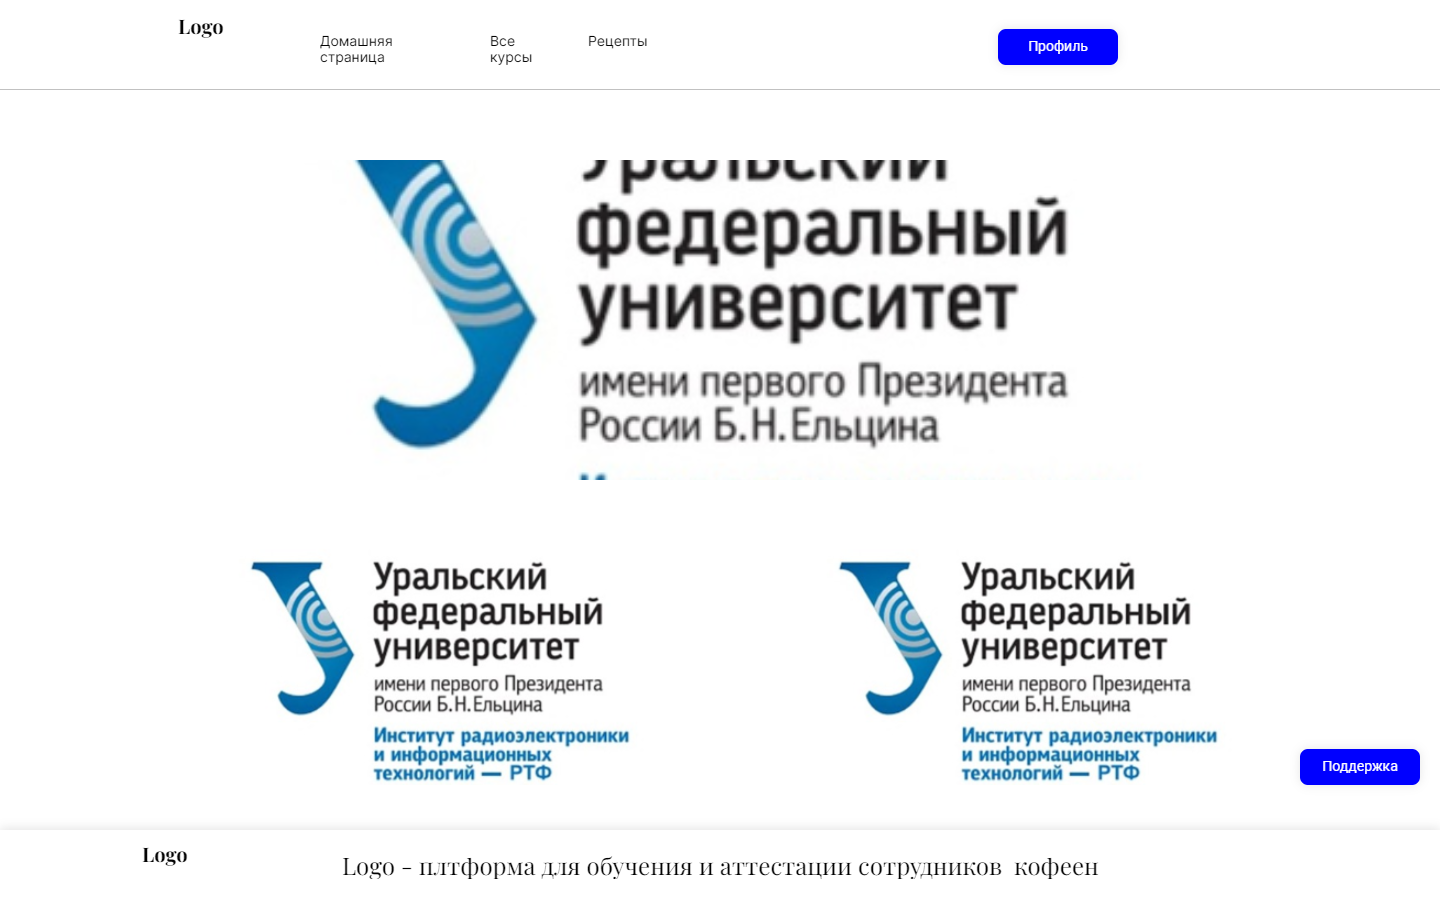 Logo
Домашняя
страница
Все
курсы
Рецепты
Профиль
Уральский
федеральный
университет
имени первого Президента
России Б.Н.Ельцина
Уральский
федеральный
университет
имени первого Президента
России Б.Н.Ельцина
Институт радиоэлектроники
и информационных
технологий — РТФ
Уральский
федеральный
университет
имени первого Президента
России Б.Н.Ельцина
Институт радиоэлектроники
и информационных
технологий — РТФ
Поддержка
Logo
Logo - плтформа для обучения и аттестации сотрудников кофеен